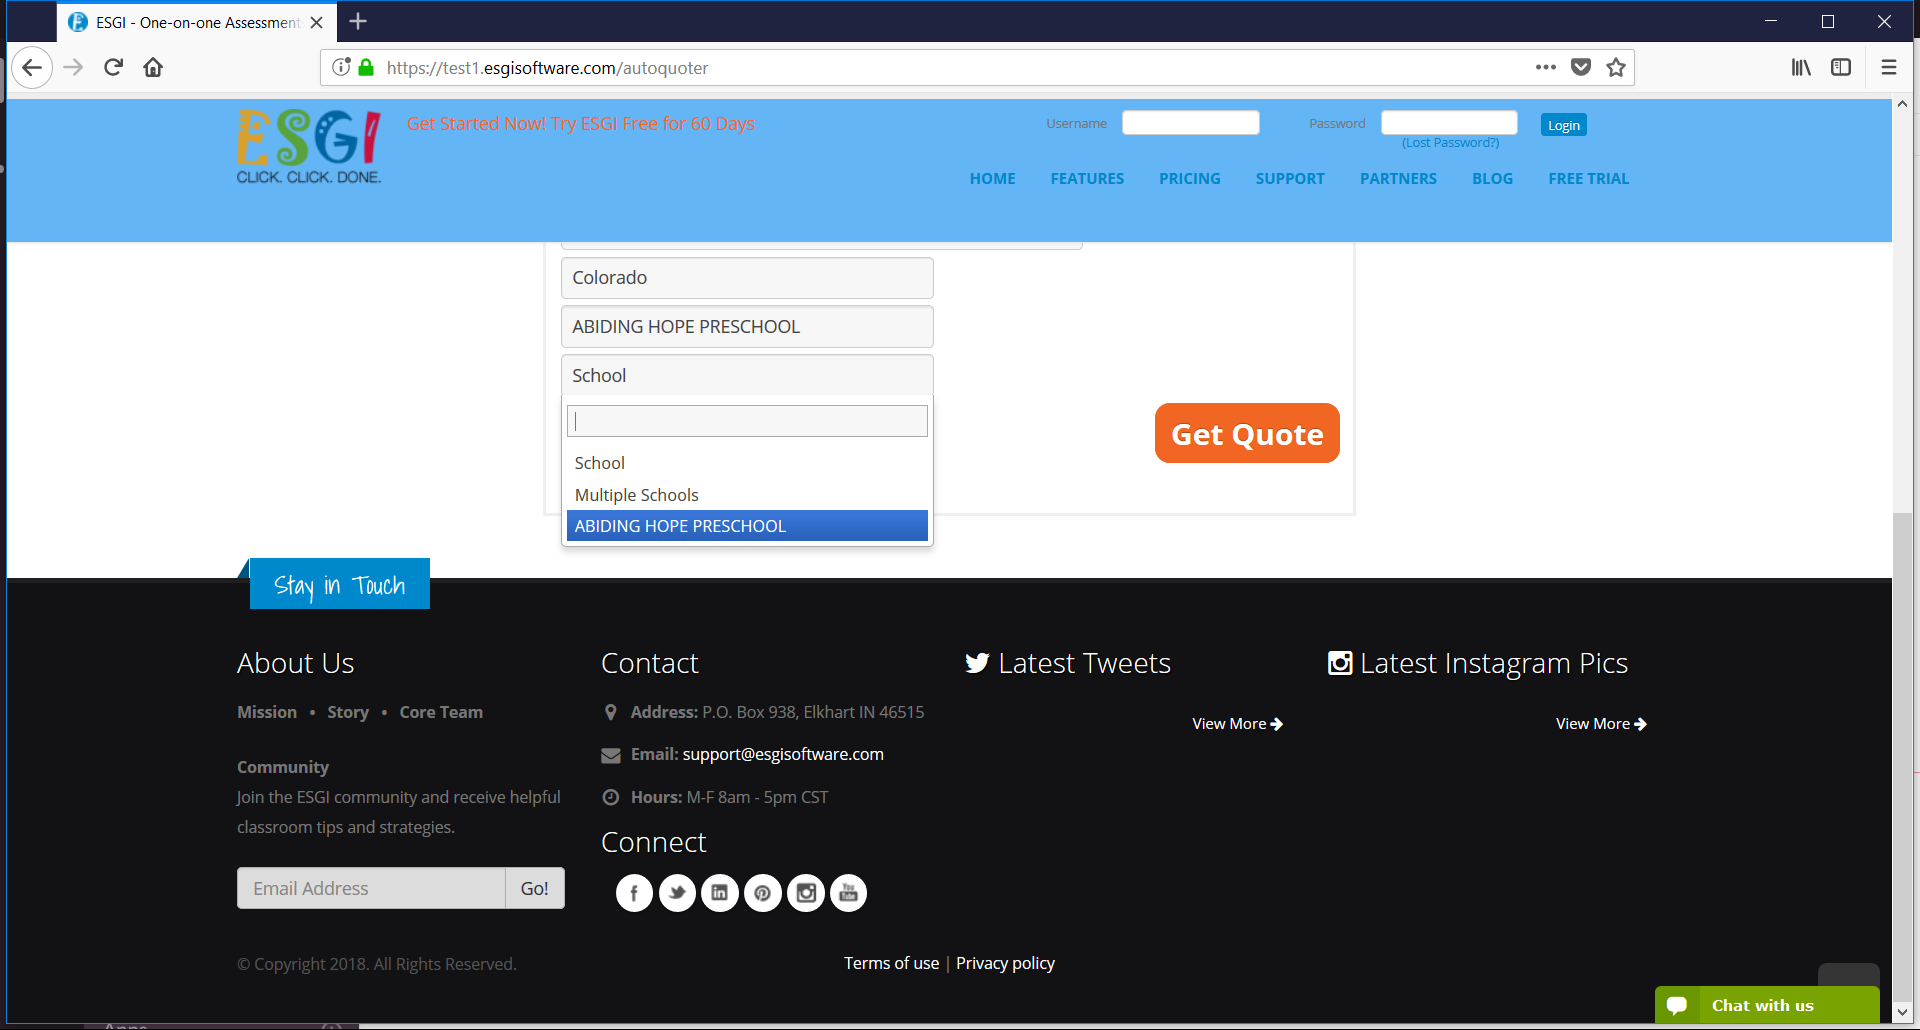 ESGI - One-on-one Assessment
https://test1.esgisoftware.com/autoquoter
ESGI
CLICK. CLICK. DONE.
Get Started Now! Try ESGI Free for 60 Days
Username
Password
Login
(Lost Password?)
HOME FEATURES PRICING SUPPORT PARTNERS BLOG FREE TRIAL
Colorado
ABIDING HOPE PRESCHOOL
School
School
Multiple Schools
ABIDING HOPE PRESCHOOL
Get Quote
Stay in Touch
About Us
Mission • Story • Core Team
Community
Join the ESGI community and receive helpful
classroom tips and strategies.
Email Address Go!
Contact
Address: P.O. Box 938, Elkhart IN 46515
Email: support@esgisoftware.com
Hours: M-F 8am - 5pm CST
Connect
You
Tube
Latest Tweets
View More
Latest Instagram Pics
View More
© Copyright 2018. All Rights Reserved.
Terms of use | Privacy policy
Chat with us